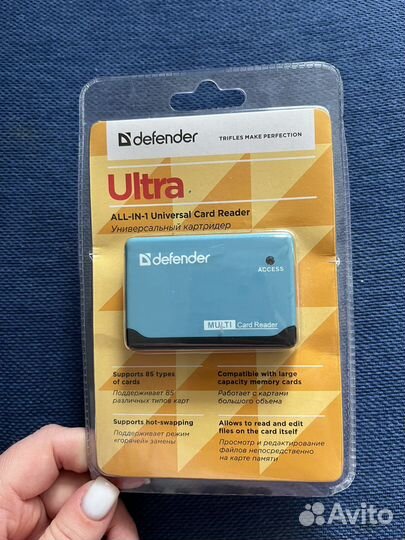 defender
TRIFLES MAKE PERFECTION
Ultra
ALL-IN-1 Universal Card Reader
Универсальный картридер
defender
ACCESS
MULTI Card Reader
Supports 85 types
of cards
Поддерживает 85
различных типов карт
Compatible with large
capacity memory cards
Работает с картами
большого объема
Supports hot-swapping
Поддерживает режим
«горячей» замены
Allows to read and edit
files on the card itself
Просмотр и редактирование
файлов непосредственно
на карте памяти
Avito